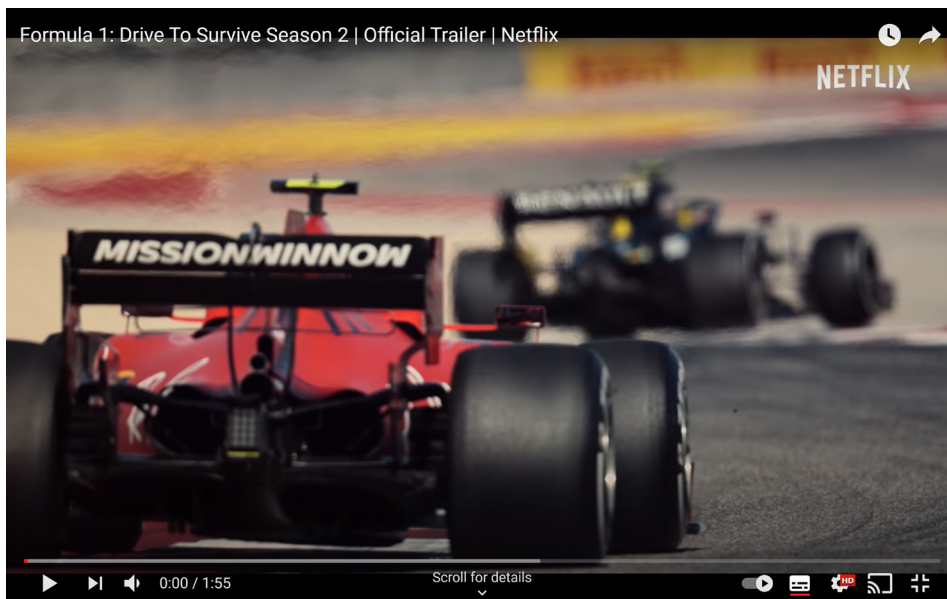 Formula 1: Drive To Survive Season 2 | Official Trailer | Netflix
NETFLIX
MISSIONWINNOW
0:00 / 1:55
Scroll for details
HD